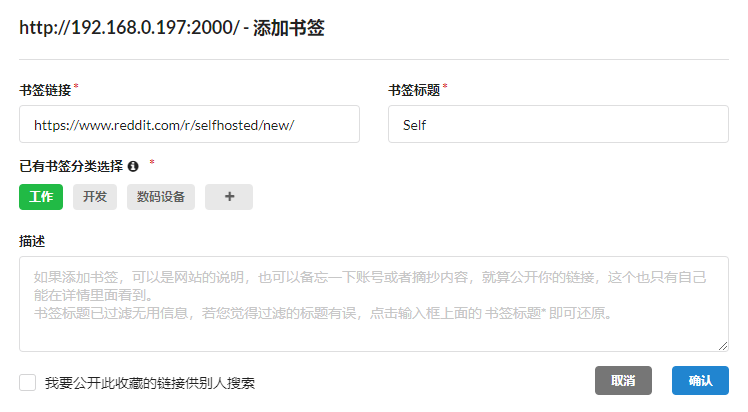 http://192.168.0.197:2000/ - 添加书签
书签链接* 书签标题*
https://www.reddit.com/r/selfhosted/new/ Self
已有书签分类选择 *
工作 开发 数码设备 +
描述
如果添加书签，可以是网站的说明，也可以备忘一下账号或者摘抄内容，就算公开你的链接，这个也只有自己
能在详情里面看到。
书签标题已过滤无用信息，若您觉得过滤的标题有误，点击输入框上面的 书签标题* 即可还原。
我要公开此收藏的链接供别人搜索 取消 确认